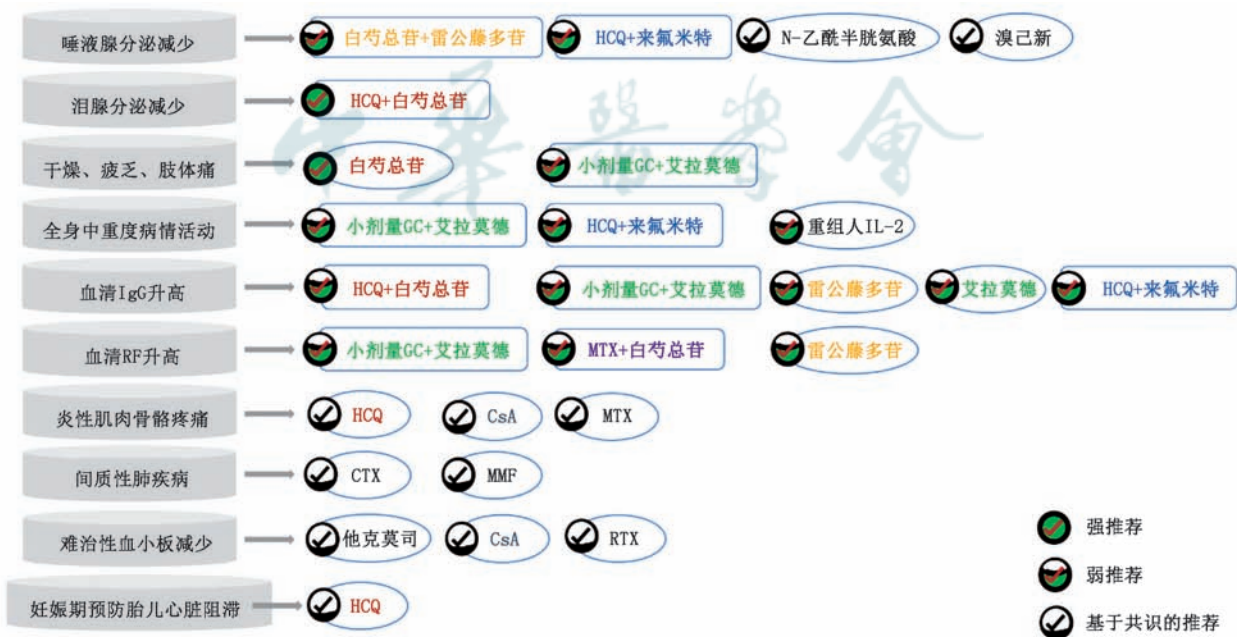 唾液腺分泌减少 白芍总苷+雷公藤多苷 HCQ+来氟米特 N-乙酰半胱氨酸 溴己新
泪腺分泌减少 HCQ+白芍总苷
干燥、疲乏、肢体痛 白芍总苷 小剂量GC+艾拉莫德
全身中重度病情活动 小剂量GC+艾拉莫德 HCQ+来氟米特 重组人IL-2
血清IgG升高 HCQ+白芍总苷 小剂量GC+艾拉莫德 雷公藤多苷 艾拉莫德 HCQ+来氟米特
血清RF升高 小剂量GC+艾拉莫德 MTX+白芍总苷 雷公藤多苷
炎性肌肉骨骼疼痛 HCQ CsA MTX
间质性肺疾病 CTX MMF
难治性血小板减少 他克莫司 CsA RTX
妊娠期预防胎儿心脏阻滞 HCQ
强推荐
弱推荐
基于共识的推荐
中華醫學會